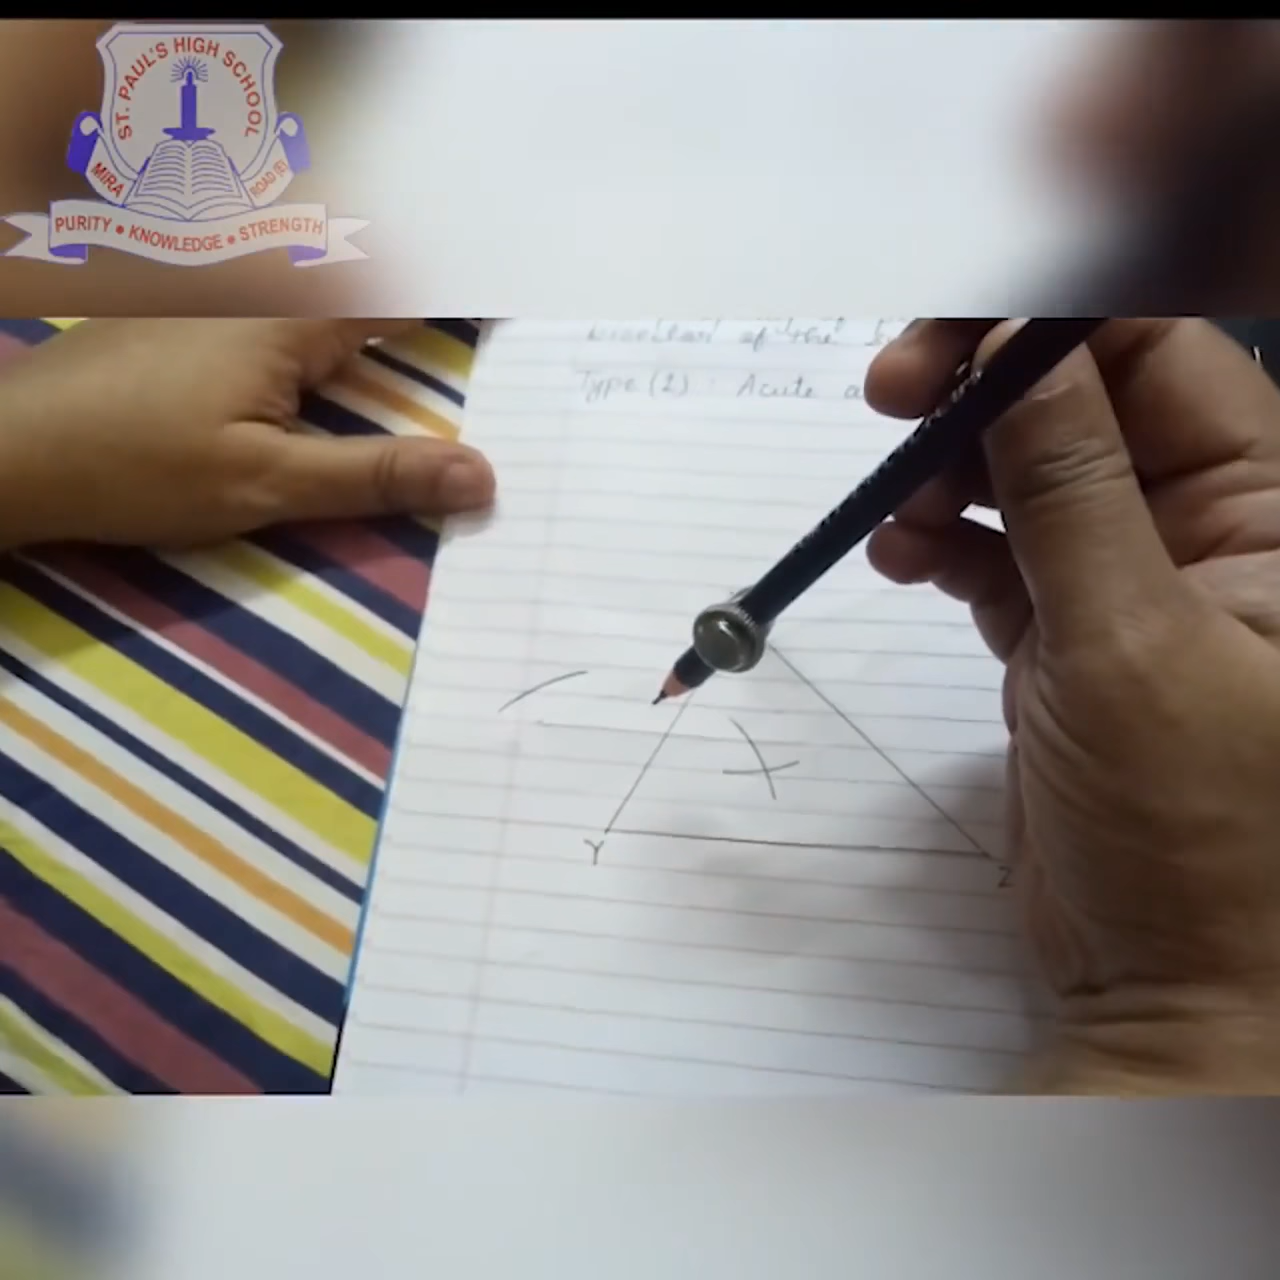 ST. PAUL'S HIGH SCHOOL
MIRA ROAD (E)
PURITY • KNOWLEDGE • STRENGTH
of the
Type (2) : Acute a
Y
Z